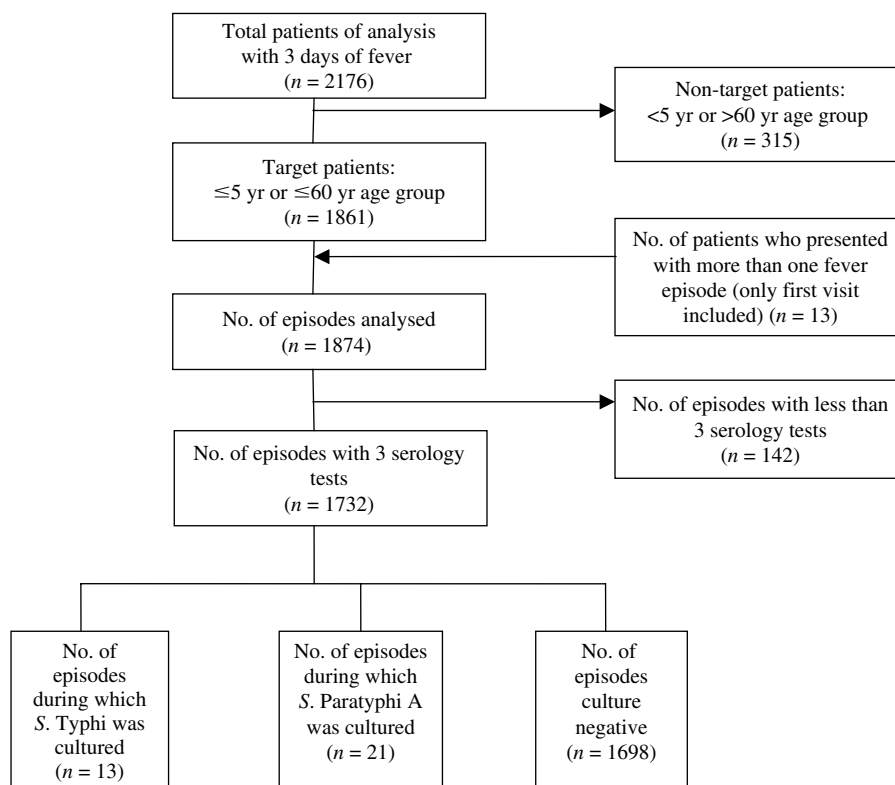 Total patients of analysis
with 3 days of fever
(n = 2176)
Non-target patients:
<5 yr or >60 yr age group
(n = 315)
Target patients:
≦5 yr or ≦60 yr age group
(n = 1861)
No. of patients who presented
with more than one fever
episode (only first visit
included) (n = 13)
No. of episodes analysed
(n = 1874)
No. of episodes with less than
3 serology tests
(n = 142)
No. of episodes with 3 serology
tests
(n = 1732)
No. of
episodes
during which
S. Typhi was
cultured
(n = 13)
No. of episodes
during which
S. Paratyphi A
was cultured
(n = 21)
No. of
episodes
culture
negative
(n = 1698)